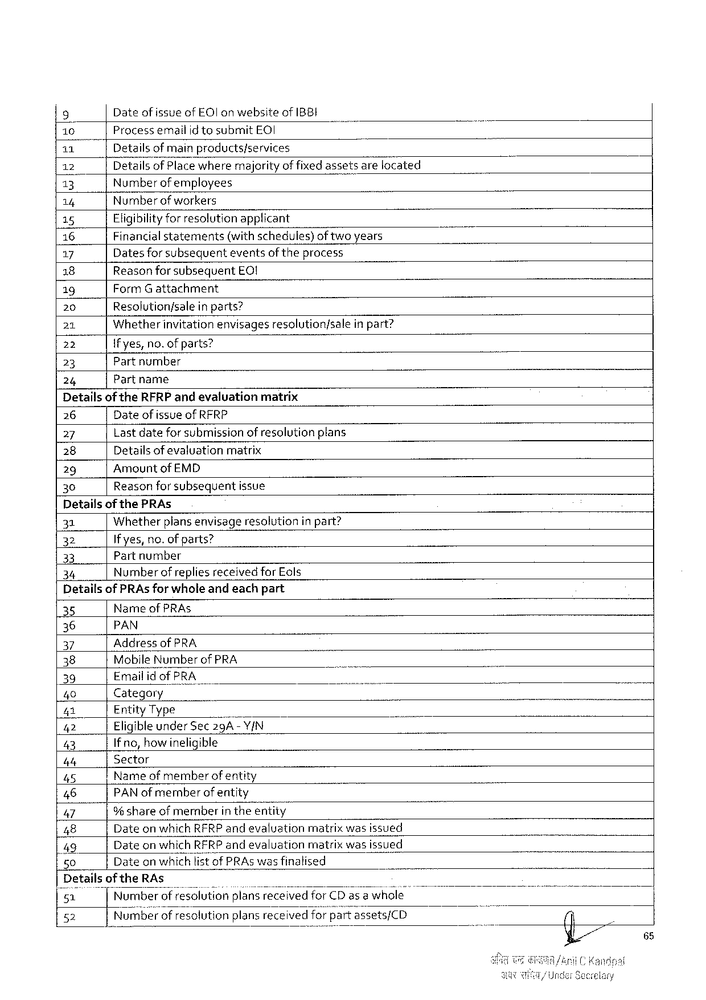 9 Date of issue of EOI on website of IBBI
10 Process email id to submit EOI
11 Details of main products/services
12 Details of Place where majority of fixed assets are located
13 Number of employees
14 Number of workers
15 Eligibility for resolution applicant
16 Financial statements (with schedules) of two years
17 Dates for subsequent events of the process
18 Reason for subsequent EOI
19 Form G attachment
20 Resolution/sale in parts?
21 Whether invitation envisages resolution/sale in part?
22 If yes, no. of parts?
23 Part number
24 Part name
Details of the RFRP and evaluation matrix
26 Date of issue of RFRP
27 Last date for submission of resolution plans
28 Details of evaluation matrix
29 Amount of EMD
30 Reason for subsequent issue
Details of the PRAs
31 Whether plans envisage resolution in part?
32 If yes, no. of parts?
33 Part number
34 Number of replies received for EoIs
Details of PRAs for whole and each part
35 Name of PRAs
36 PAN
37 Address of PRA
38 Mobile Number of PRA
39 Email id of PRA
40 Category
41 Entity Type
42 Eligible under Sec 29A - Y/N
43 If no, how ineligible
44 Sector
45 Name of member of entity
46 PAN of member of entity
47 % share of member in the entity
48 Date on which RFRP and evaluation matrix was issued
49 Date on which RFRP and evaluation matrix was issued
50 Date on which list of PRAs was finalised
Details of the RAs
51 Number of resolution plans received for CD as a whole
52 Number of resolution plans received for part assets/CD
65
/Anil C Kandpal
अवर सचिव/Under Secretary